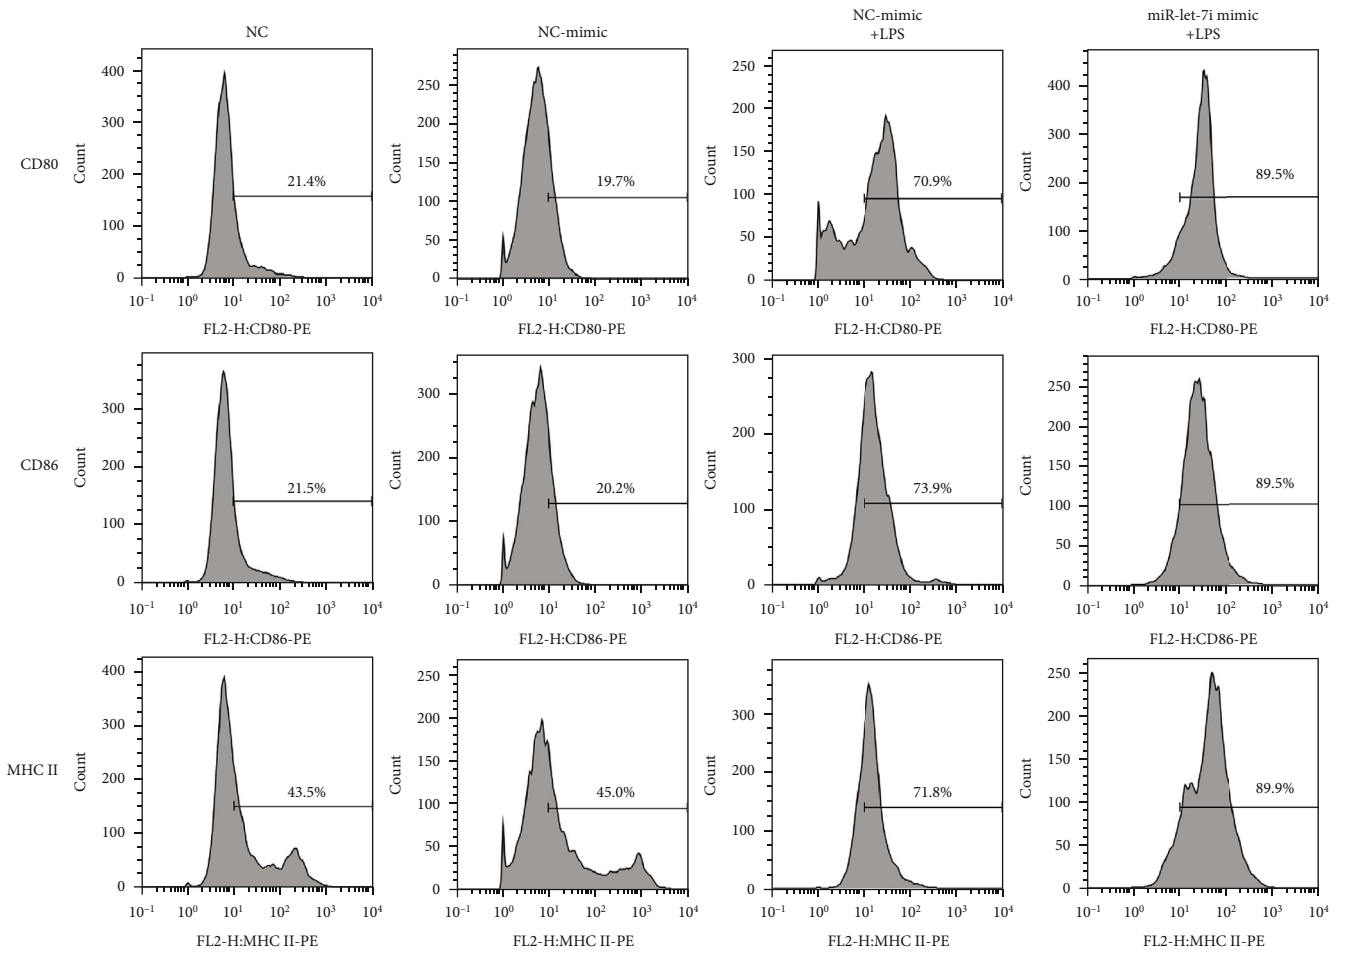 NC
NC-mimic
NC-mimic
+LPS
miR-let-7i mimic
+LPS
CD80
Count
400
300
200
100
0
21.4%
10⁻¹ 10⁰ 10¹ 10² 10³ 10⁴
FL2-H:CD80-PE
Count
250
200
150
100
50
0
19.7%
10⁻¹ 10⁰ 10¹ 10² 10³ 10⁴
FL2-H:CD80-PE
Count
250
200
150
100
50
0
70.9%
10⁻¹ 10⁰ 10¹ 10² 10³ 10⁴
FL2-H:CD80-PE
Count
400
300
200
100
0
89.5%
10⁻¹ 10⁰ 10¹ 10² 10³ 10⁴
FL2-H:CD80-PE
CD86
Count
300
200
100
0
21.5%
10⁻¹ 10⁰ 10¹ 10² 10³ 10⁴
FL2-H:CD86-PE
Count
300
200
100
0
20.2%
10⁻¹ 10⁰ 10¹ 10² 10³ 10⁴
FL2-H:CD86-PE
Count
300
200
100
0
73.9%
10⁻¹ 10⁰ 10¹ 10² 10³ 10⁴
FL2-H:CD86-PE
Count
250
200
150
100
50
0
89.5%
10⁻¹ 10⁰ 10¹ 10² 10³ 10⁴
FL2-H:CD86-PE
MHC II
Count
400
300
200
100
0
43.5%
10⁻¹ 10⁰ 10¹ 10² 10³ 10⁴
FL2-H:MHC II-PE
Count
250
200
150
100
50
0
45.0%
10⁻¹ 10⁰ 10¹ 10² 10³ 10⁴
FL2-H:MHC II-PE
Count
300
200
100
0
71.8%
10⁻¹ 10⁰ 10¹ 10² 10³ 10⁴
FL2-H:MHC II-PE
Count
250
200
150
100
50
0
89.9%
10⁻¹ 10⁰ 10¹ 10² 10³ 10⁴
FL2-H:MHC II-PE